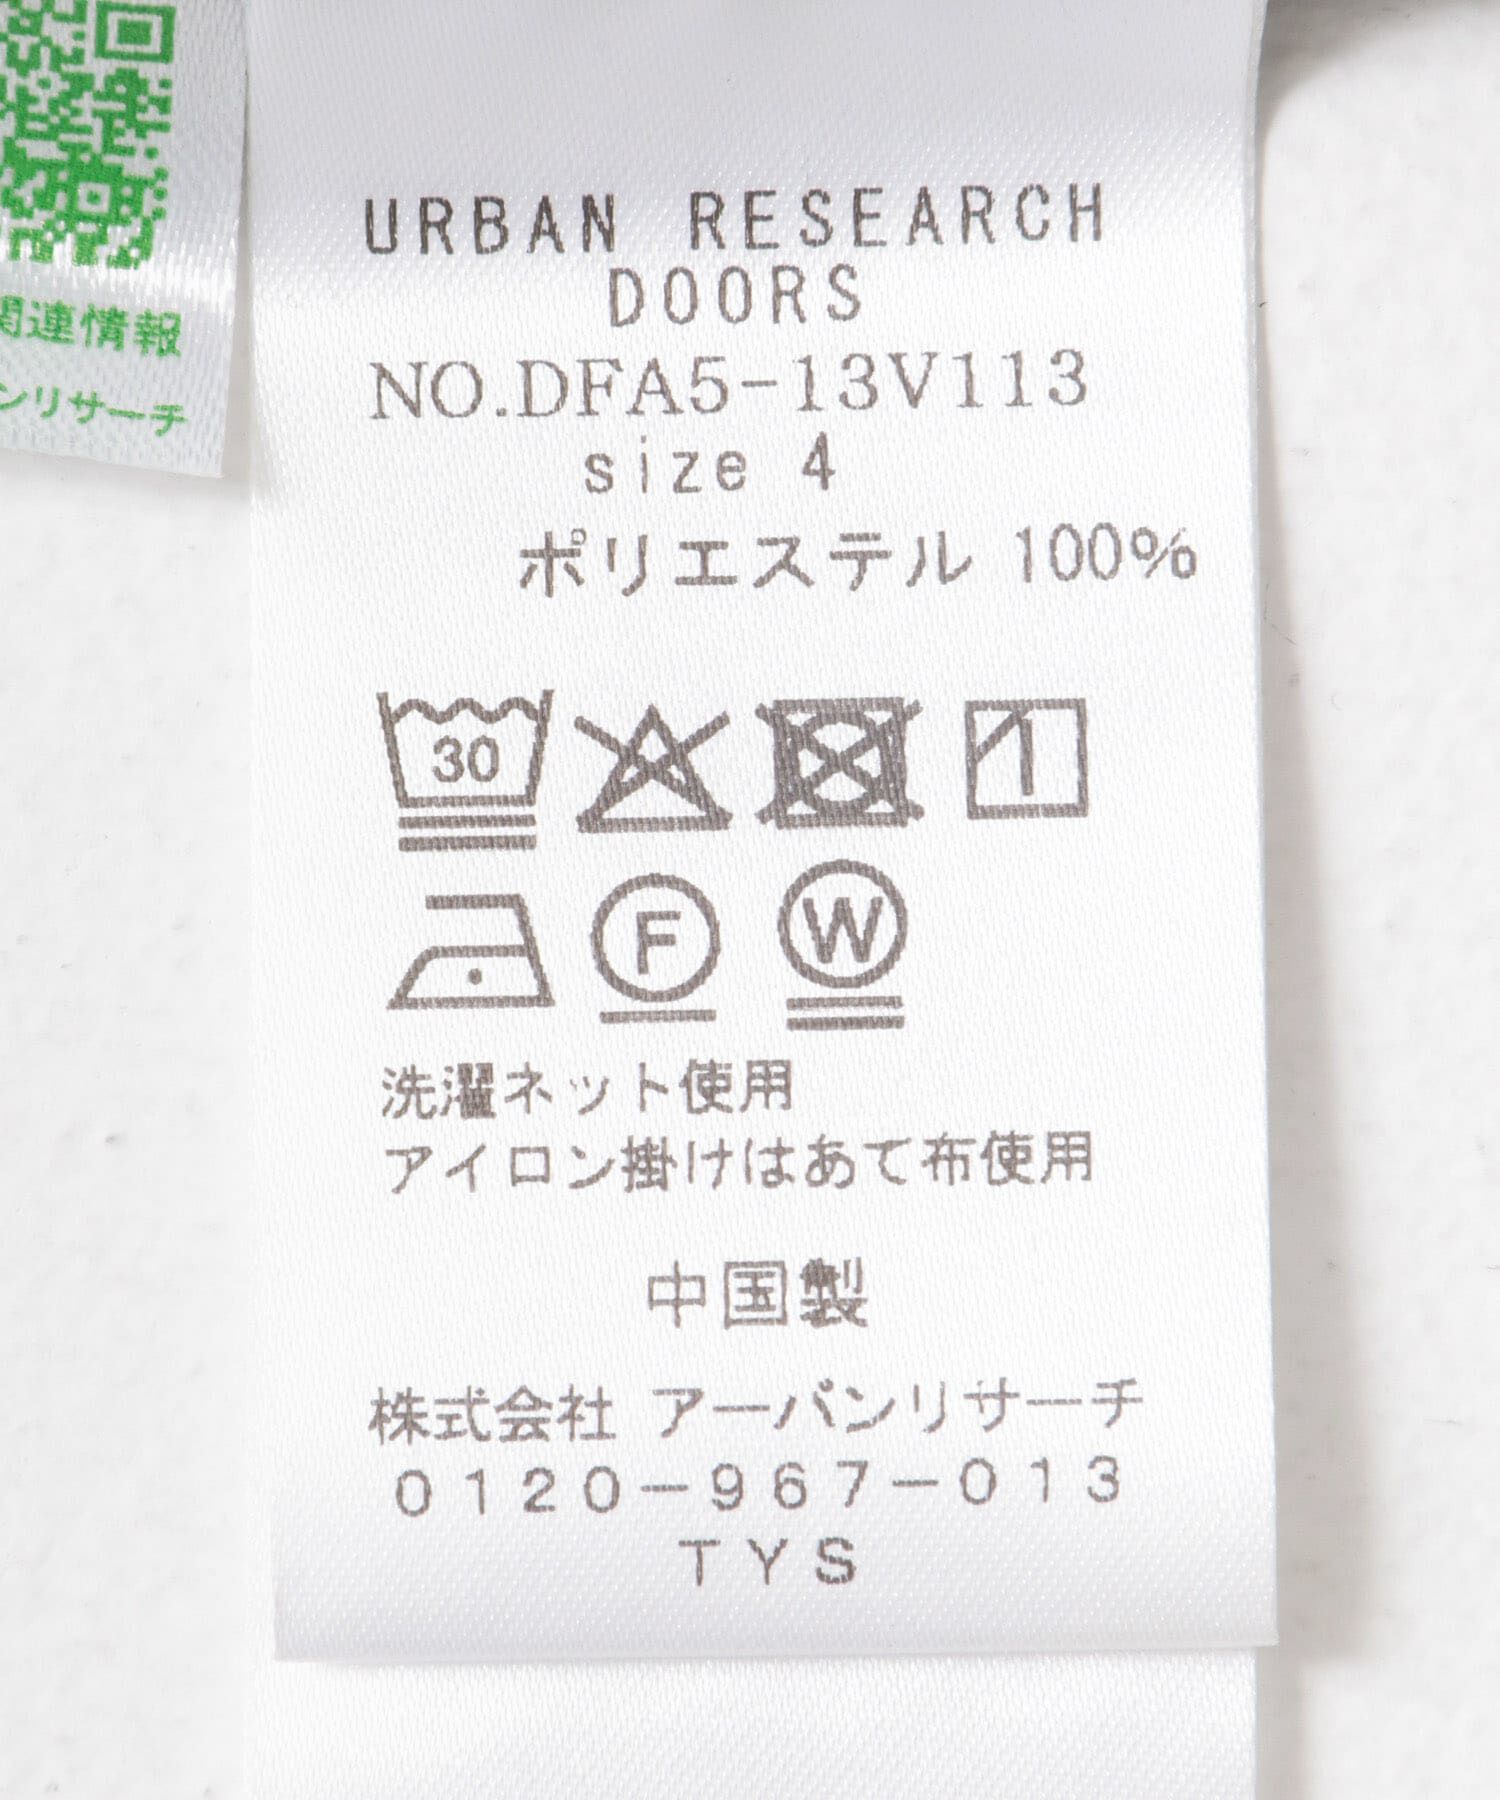 関連情報
ンリサーチ
URBAN RESEARCH
DOORS
NO.DFA5-13V113
size 4
ポリエステル 100%
30
F
W
洗濯ネット使用
アイロン掛けはあて布使用
中国製
株式会社 アーバンリサーチ
0120-967-013
TYS